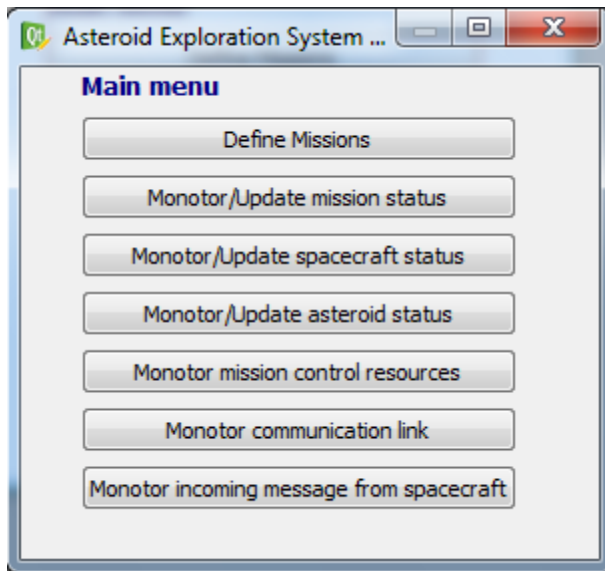 Qt
Asteroid Exploration System ...
Main menu
Define Missions
Monotor/Update mission status
Monotor/Update spacecraft status
Monotor/Update asteroid status
Monotor mission control resources
Monotor communication link
Monotor incoming message from spacecraft